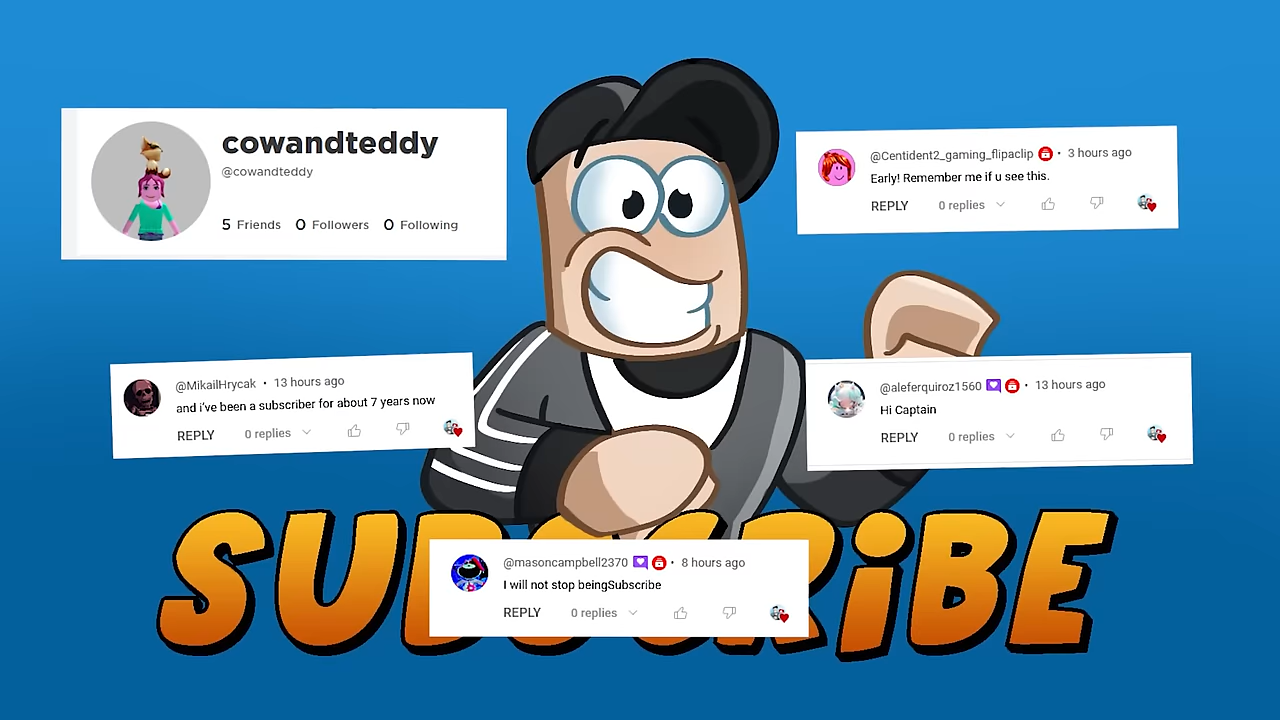 cowandteddy
@cowandteddy
5 Friends 0 Followers 0 Following
@Centident2_gaming_flipaclip • 3 hours ago
Early! Remember me if u see this.
REPLY 0 replies
@MikailHrycak • 13 hours ago
and i've been a subscriber for about 7 years now
REPLY 0 replies
@aleferquiroz1560 • 13 hours ago
Hi Captain
REPLY 0 replies
SUBSCRiBE
@masoncampbell2370 • 8 hours ago
I will not stop beingSubscribe
REPLY 0 replies